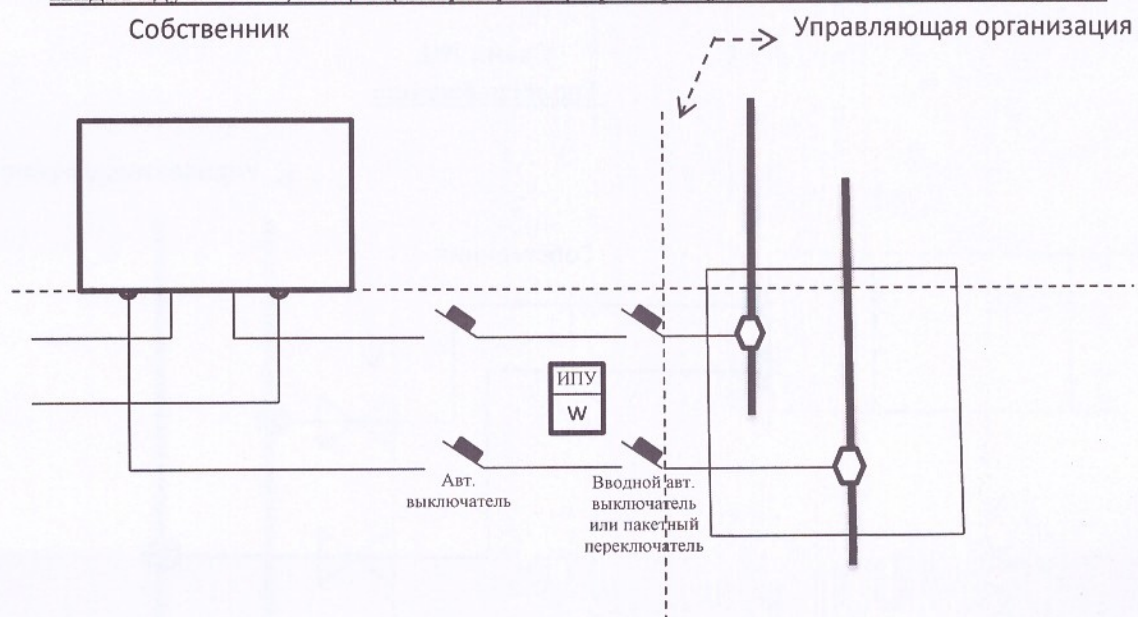 Собственник
Управляющая организация
ИПУ
W
Авт.
выключатель
Вводной авт.
выключатель
или пакетный
переключатель